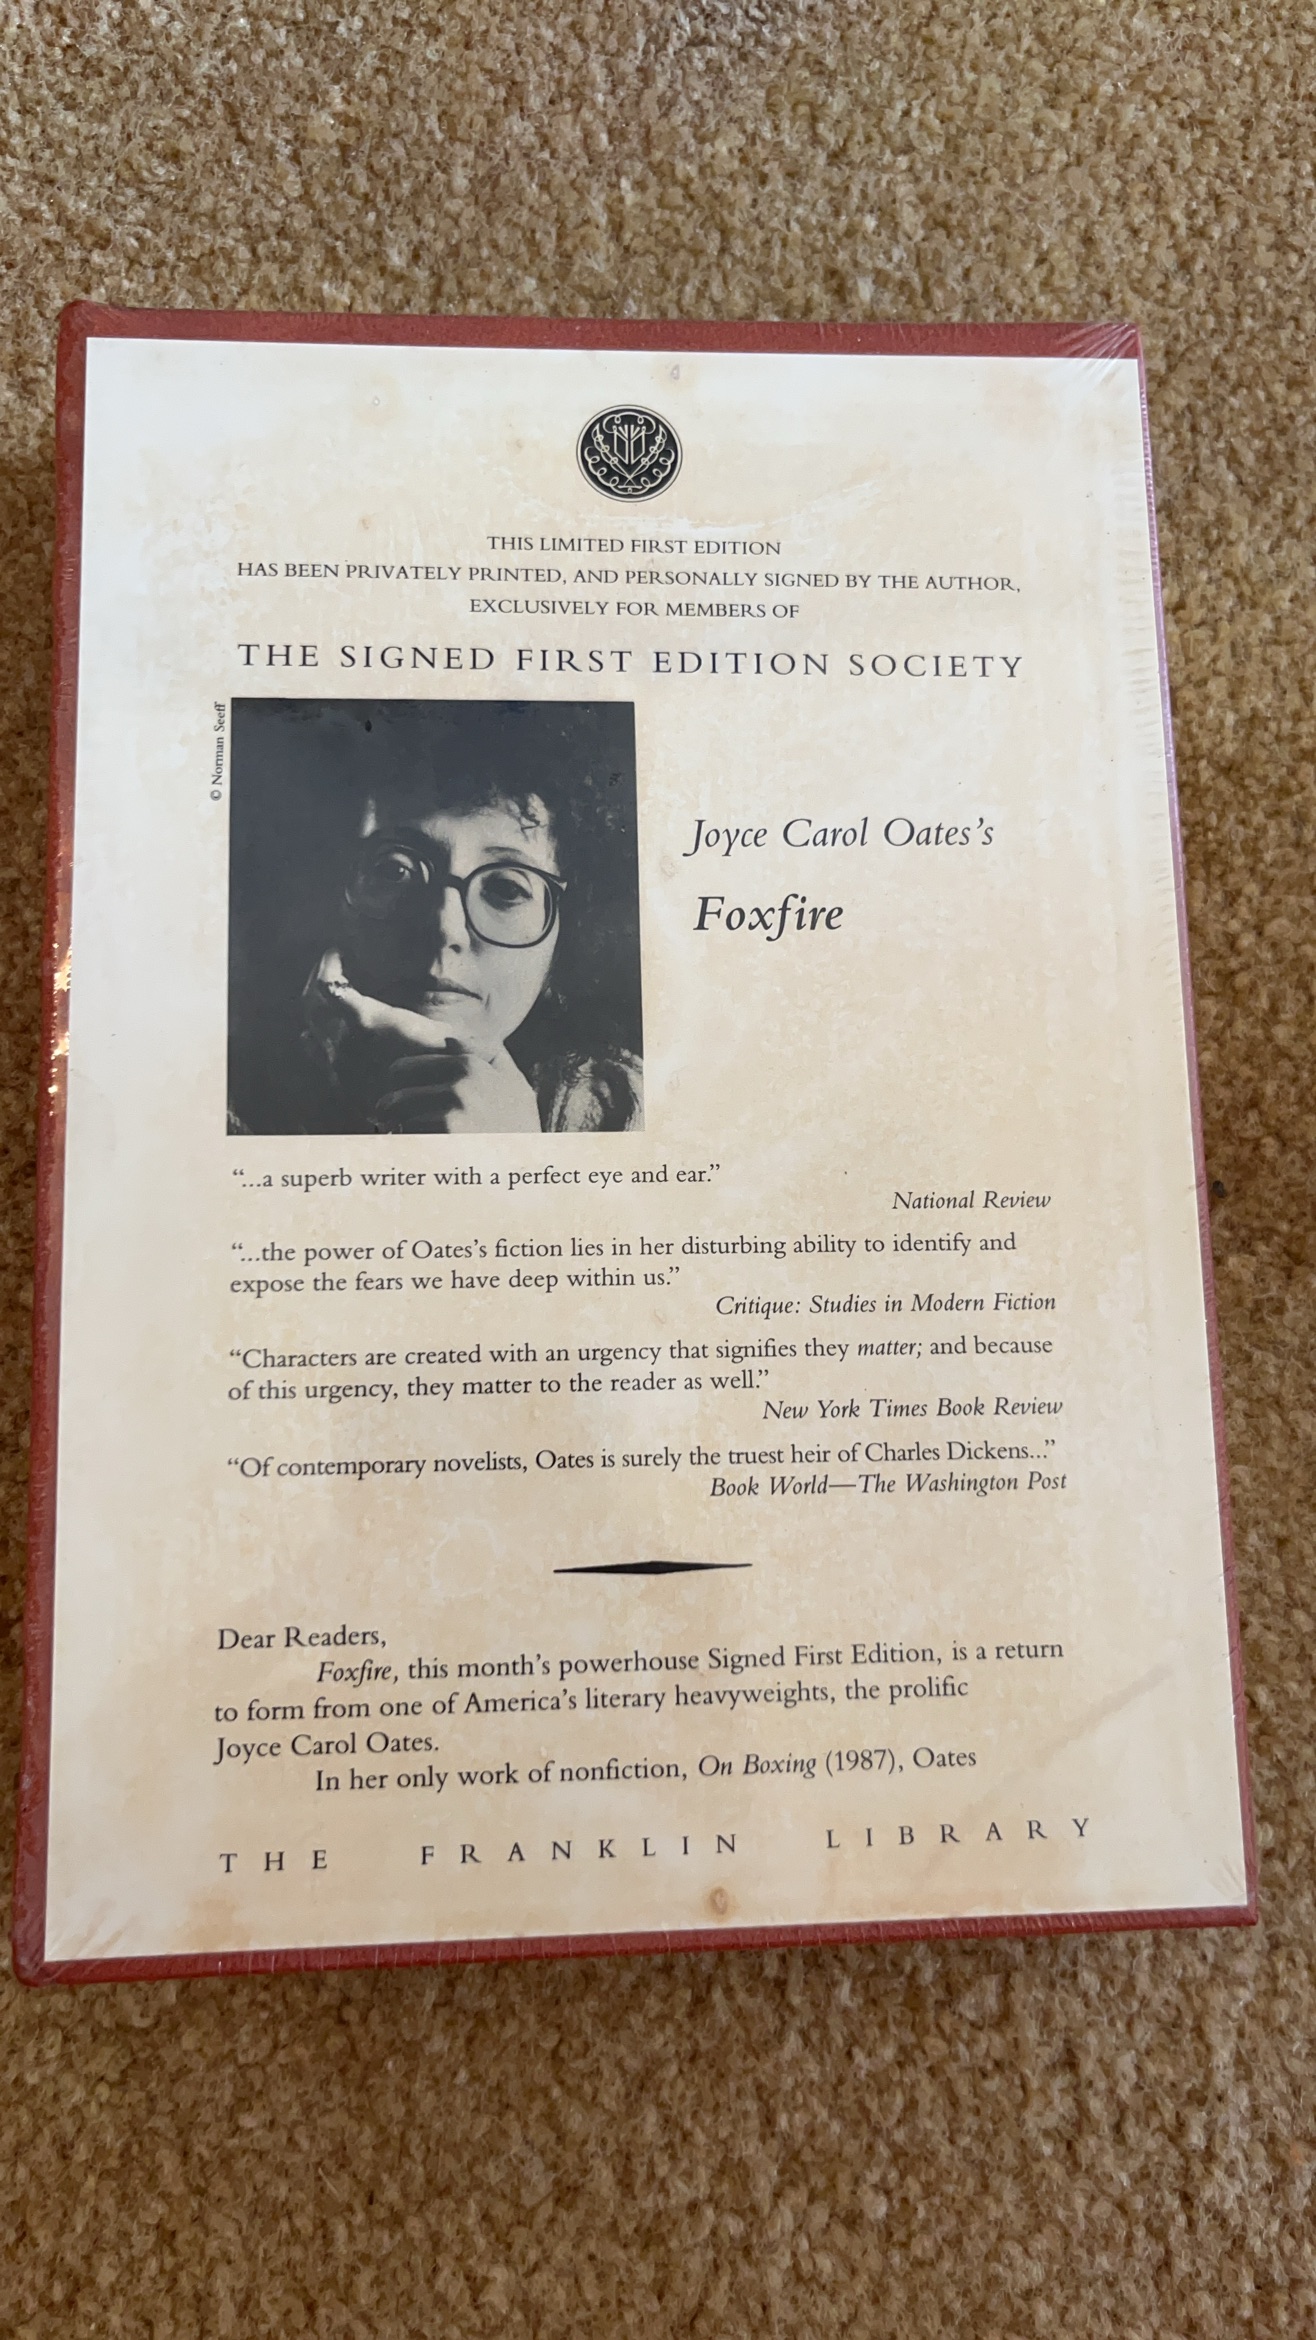 THIS LIMITED FIRST EDITION
HAS BEEN PRIVATELY PRINTED, AND PERSONALLY SIGNED BY THE AUTHOR,
EXCLUSIVELY FOR MEMBERS OF
THE SIGNED FIRST EDITION SOCIETY
© Norman Seeff
Joyce Carol Oates's
Foxfire
“...a superb writer with a perfect eye and ear.”
National Review
“...the power of Oates's fiction lies in her disturbing ability to identify and
expose the fears we have deep within us.”
Critique: Studies in Modern Fiction
“Characters are created with an urgency that signifies they matter; and because
of this urgency, they matter to the reader as well.”
New York Times Book Review
“Of contemporary novelists, Oates is surely the truest heir of Charles Dickens...”
Book World—The Washington Post
Dear Readers,
Foxfire, this month's powerhouse Signed First Edition, is a return
to form from one of America's literary heavyweights, the prolific
Joyce Carol Oates.
In her only work of nonfiction, On Boxing (1987), Oates
THE FRANKLIN LIBRARY